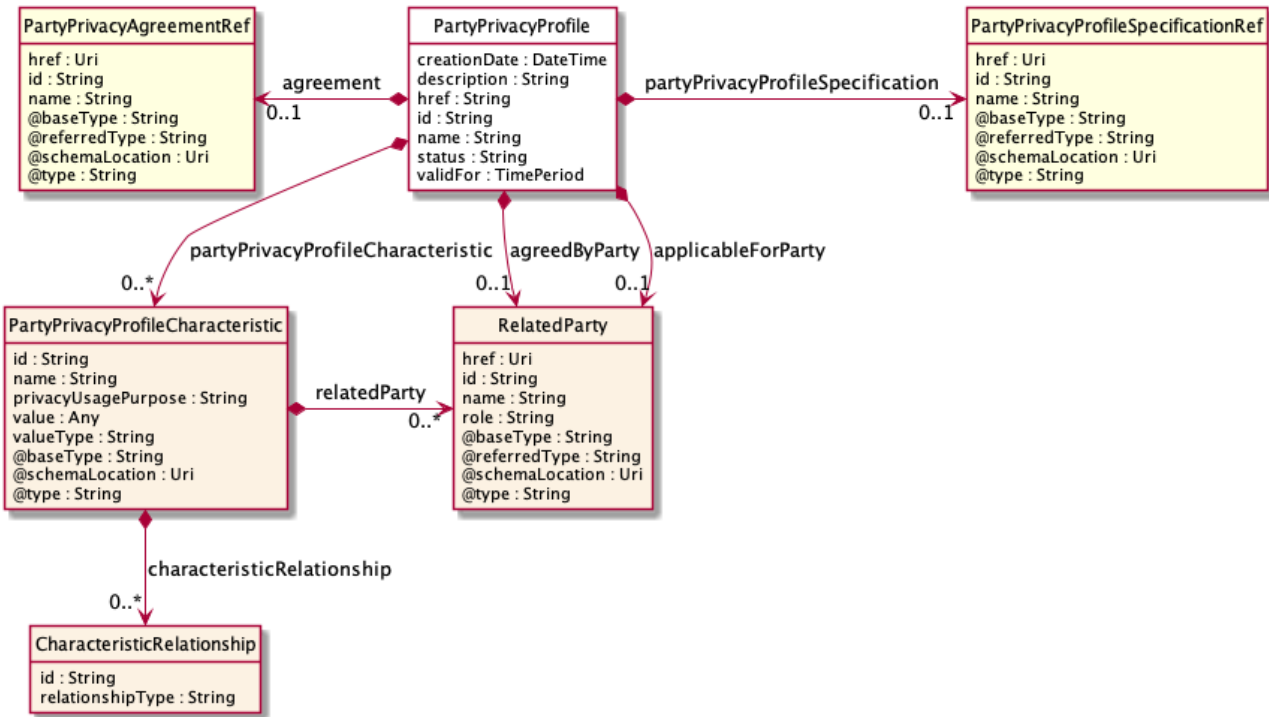 PartyPrivacyAgreementRef
href : Uri
id : String
name : String
@baseType : String
@referredType : String
@schemaLocation : Uri
@type : String
PartyPrivacyProfile
creationDate : DateTime
description : String
href : String
id : String
name : String
status : String
validFor : TimePeriod
PartyPrivacyProfileSpecificationRef
href : Uri
id : String
name : String
@baseType : String
@referredType : String
@schemaLocation : Uri
@type : String
agreement
0..1
partyPrivacyProfileSpecification
0..1
partyPrivacyProfileCharacteristic
0..*
agreedByParty
0..1
applicableForParty
0..1
PartyPrivacyProfileCharacteristic
id : String
name : String
privacyUsagePurpose : String
value : Any
valueType : String
@baseType : String
@schemaLocation : Uri
@type : String
relatedParty
0..*
RelatedParty
href : Uri
id : String
name : String
role : String
@baseType : String
@referredType : String
@schemaLocation : Uri
@type : String
characteristicRelationship
0..*
CharacteristicRelationship
id : String
relationshipType : String